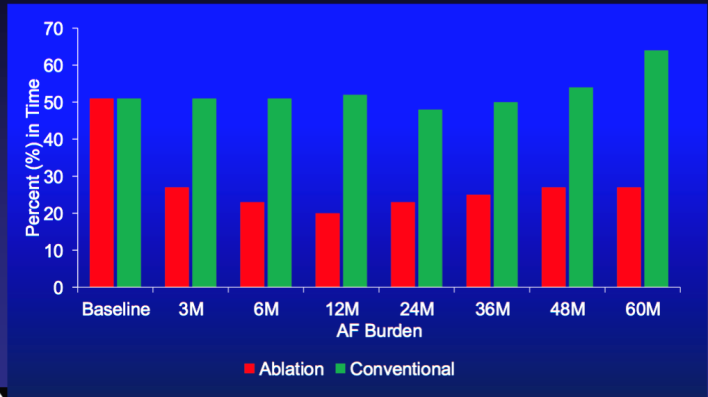 70
60
50
40
30
20
10
0
Percent (%) in Time
Baseline 3M 6M 12M 24M 36M 48M 60M
AF Burden
Ablation Conventional